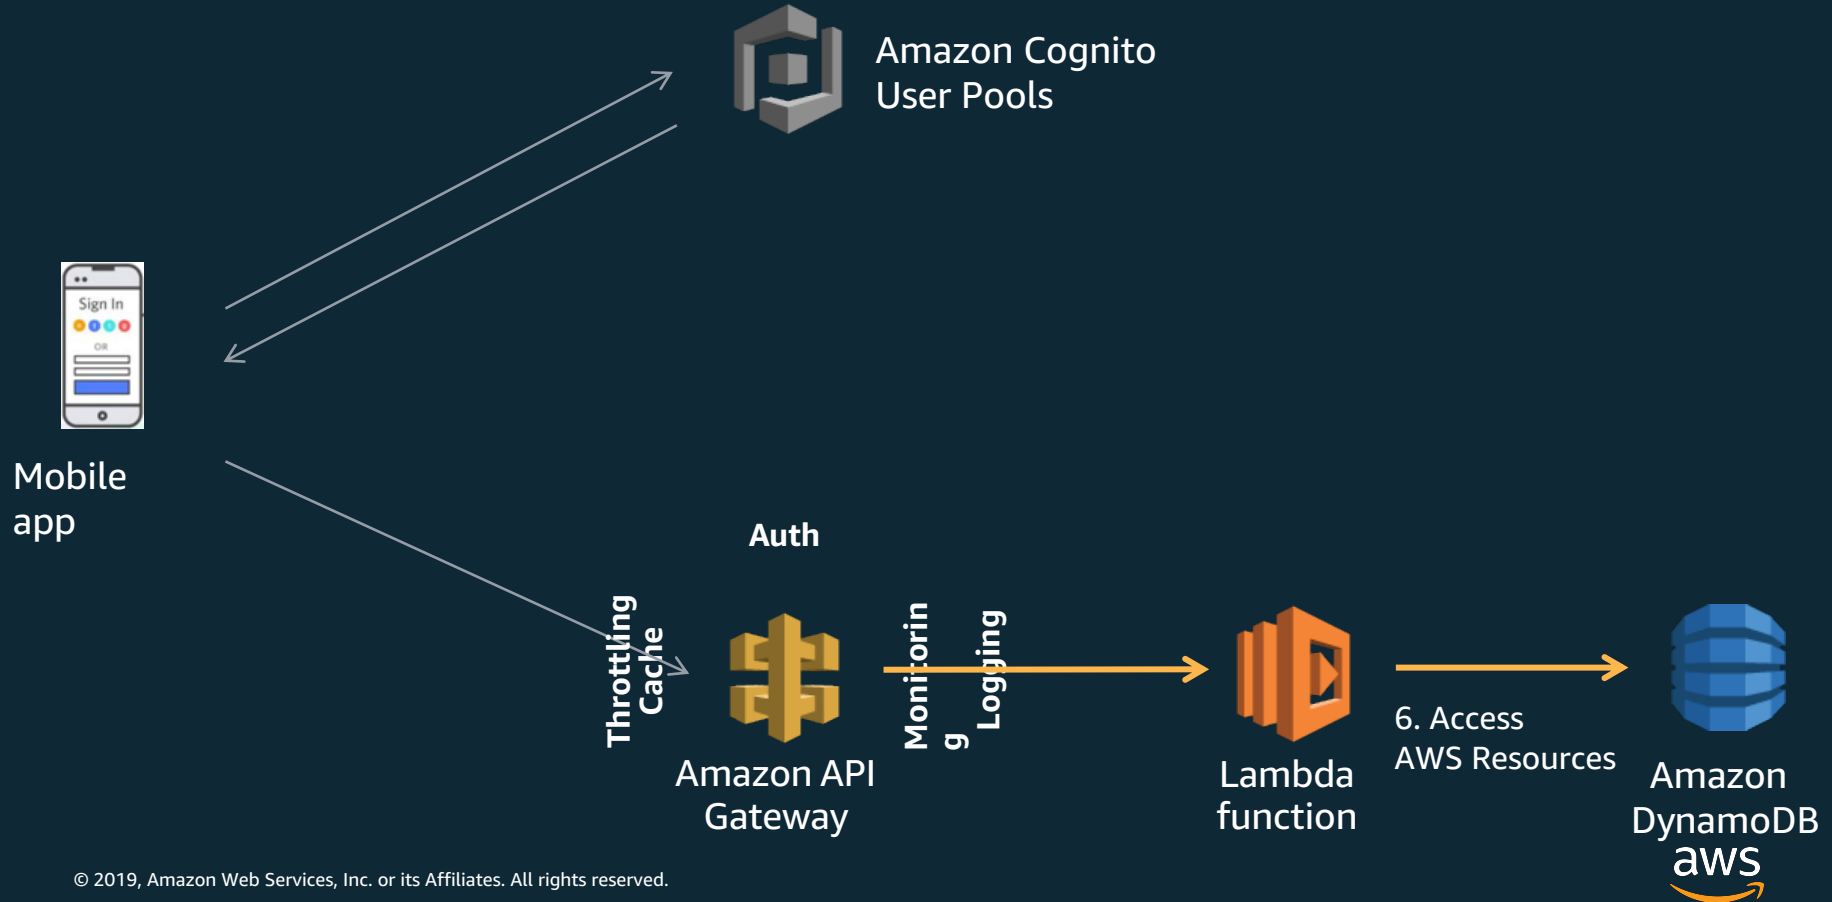 Amazon Cognito
User Pools
Sign In
OR
Mobile
app
Auth
Throttling
Cache
Monitorin
g
Logging
Amazon API
Gateway
Lambda
function
6. Access
AWS Resources
Amazon
DynamoDB
© 2019, Amazon Web Services, Inc. or its Affiliates. All rights reserved.
aws